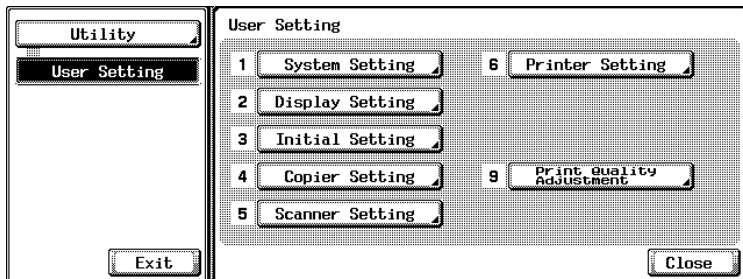 Utility
User Setting
Exit
User Setting
1 System Setting
2 Display Setting
3 Initial Setting
4 Copier Setting
5 Scanner Setting
6 Printer Setting
9 Print Quality
Adjustment
Close